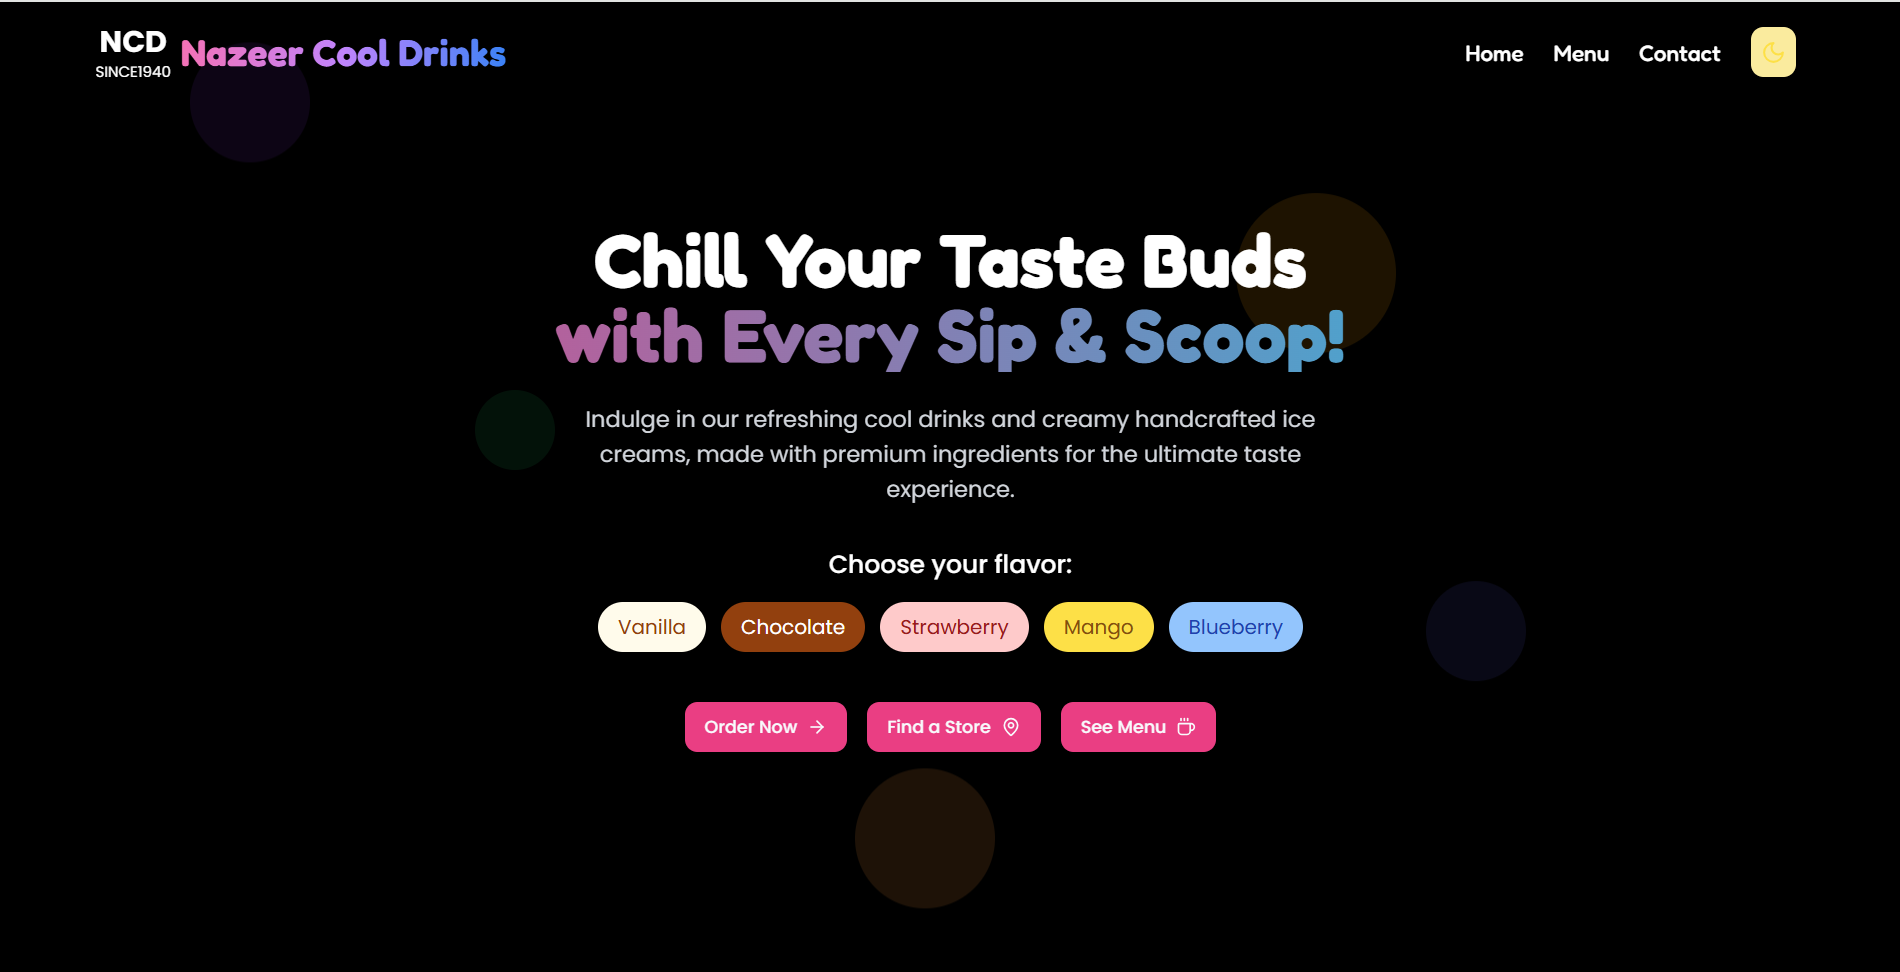 NCD
SINCE1940
Nazeer Cool Drinks
Home
Menu
Contact
Chill Your Taste Buds
with Every Sip & Scoop!
Indulge in our refreshing cool drinks and creamy handcrafted ice
creams, made with premium ingredients for the ultimate taste
experience.
Choose your flavor:
Vanilla
Chocolate
Strawberry
Mango
Blueberry
Order Now
Find a Store
See Menu